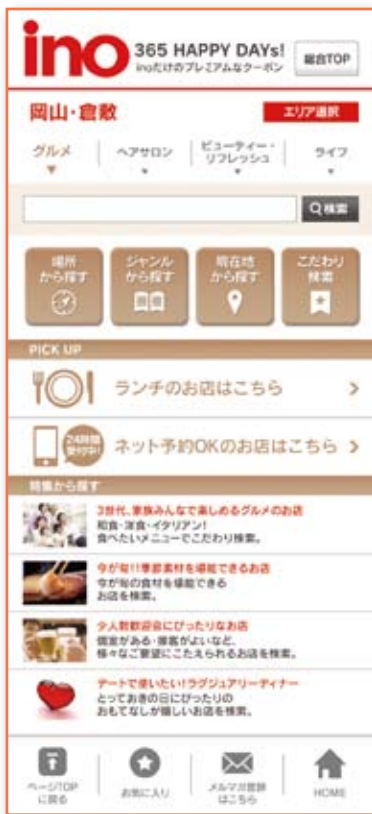 ino 365 HAPPY DAYs!
inoだけのプレミアムなクーポン
総合TOP
岡山・倉敷
エリア選択
グルメ
ヘアサロン
ビューティー・
リフレッシュ
ライフ
検索
場所
から探す
ジャンル
から探す
現在地
から探す
こだわり
検索
PICK UP
ランチのお店はこちら
24時間
受付中!
ネット予約OKのお店はこちら
特集から探す
3世代、家族みんなで楽しめるグルメのお店
和食・洋食・イタリアン!
食べたいメニューでこだわり検索。
今が旬!!季節素材を堪能できるお店
今が旬の食材を堪能できる
お店を検索。
少人数歓迎会にぴったりなお店
個室がある・接客がよいなど、
様々なご要望にこたえられるお店を検索。
デートで使いたい!ラグジュアリーディナー
とっておきの日にぴったりの
おもてなしが嬉しいお店を検索。
ページTOP
に戻る
お気に入り
メルマガ登録
はこちら
HOME